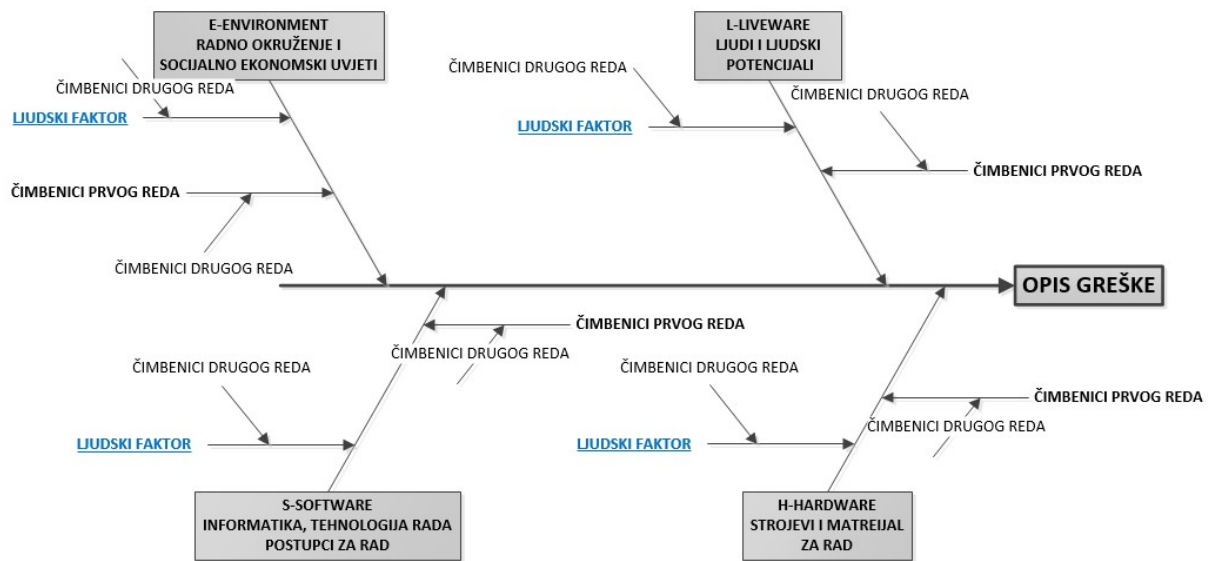 E-ENVIRONMENT
RADNO OKRUŽENJE I
SOCIJALNO EKONOMSKI UVJETI
L-LIVEWARE
LJUDI I LJUDSKI
POTENCIJALI
ČIMBENICI DRUGOG REDA
ČIMBENICI DRUGOG REDA
ČIMBENICI DRUGOG REDA
LJUDSKI FAKTOR
LJUDSKI FAKTOR
ČIMBENICI PRVOG REDA
ČIMBENICI PRVOG REDA
ČIMBENICI DRUGOG REDA
OPIS GREŠKE
ČIMBENICI PRVOG REDA
ČIMBENICI DRUGOG REDA
ČIMBENICI DRUGOG REDA
ČIMBENICI DRUGOG REDA
ČIMBENICI PRVOG REDA
ČIMBENICI DRUGOG REDA
LJUDSKI FAKTOR
LJUDSKI FAKTOR
S-SOFTWARE
INFORMATIKA, TEHNOLOGIJA RADA
POSTUPCI ZA RAD
H-HARDWARE
STROJEVI I MATREIJAL
ZA RAD